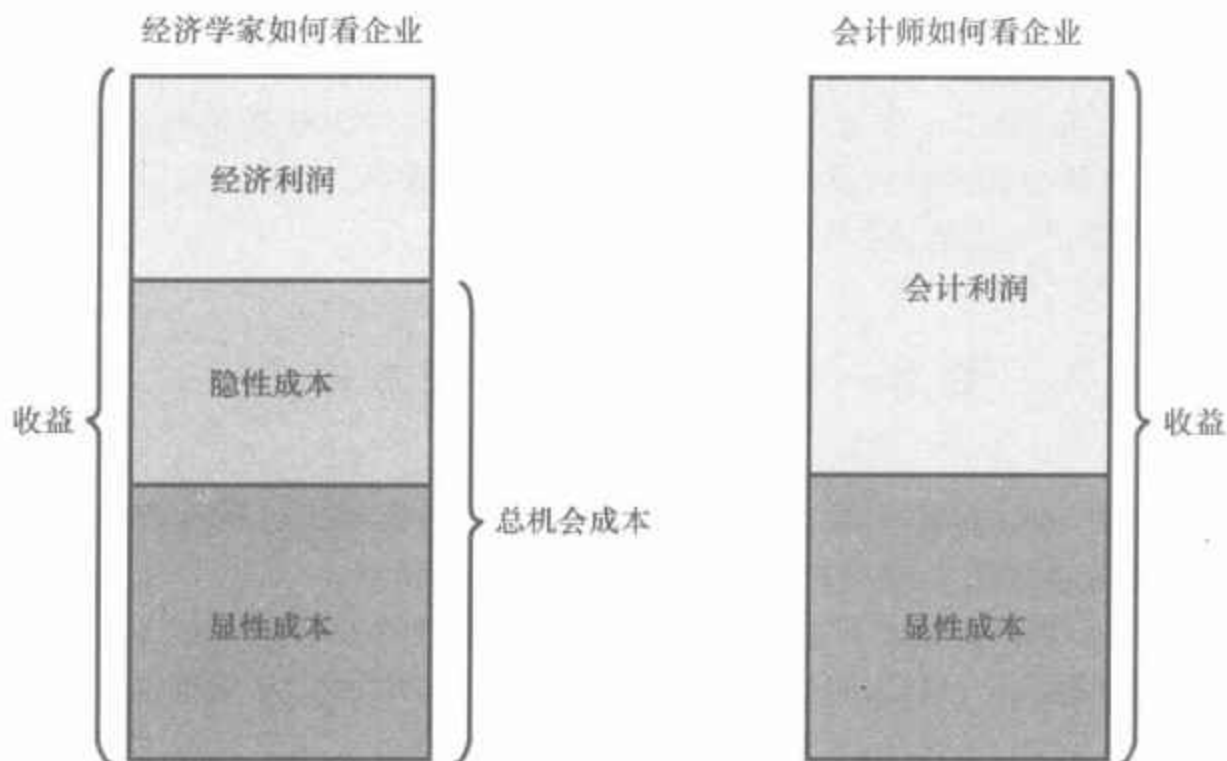 经济学家如何看企业
经济利润
隐性成本
显性成本
收益
总机会成本
会计师如何看企业
会计利润
显性成本
收益